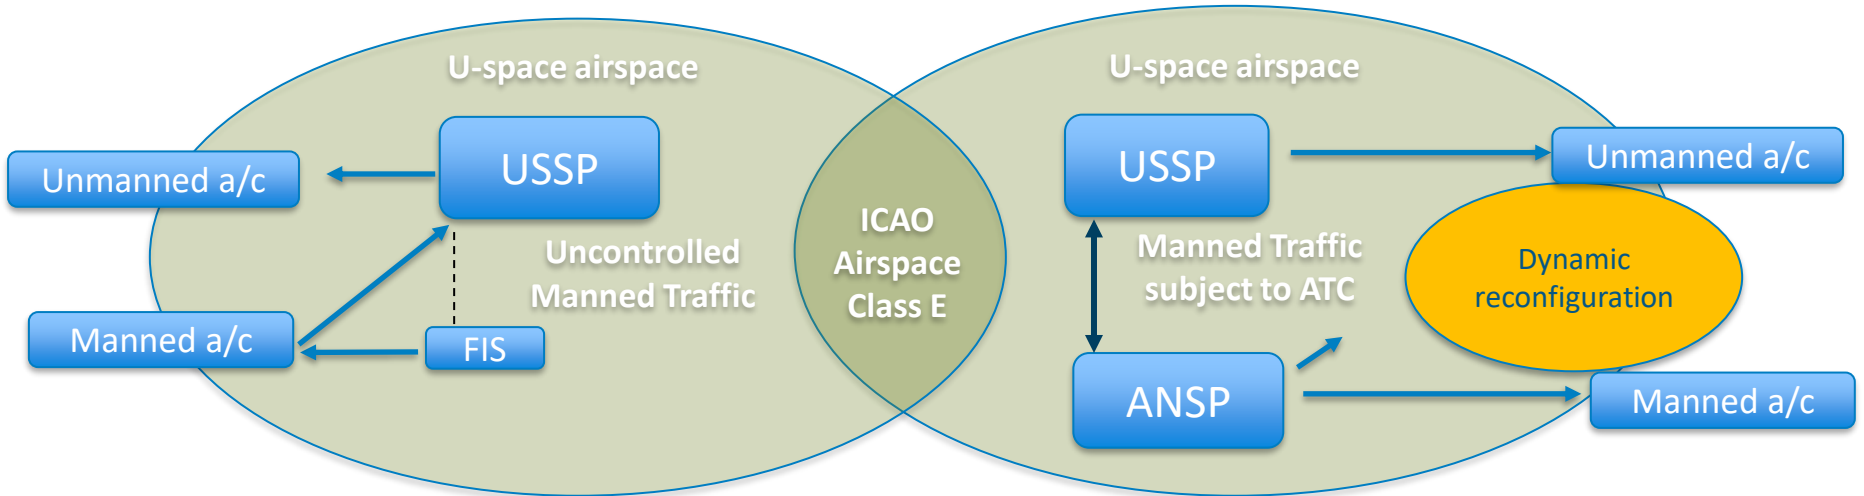 U-space airspace
USSP
Unmanned a/c
Uncontrolled
Manned Traffic
Manned a/c
FIS
ICAO
Airspace
Class E
U-space airspace
USSP
Unmanned a/c
Manned Traffic
subject to ATC
Dynamic
reconfiguration
ANSP
Manned a/c